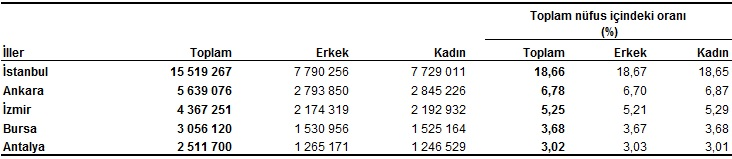 Toplam nüfus içindeki oranı
(%)
İller Toplam Erkek Kadın Toplam Erkek Kadın
İstanbul 15 519 267 7 790 256 7 729 011 18,66 18,67 18,65
Ankara 5 639 076 2 793 850 2 845 226 6,78 6,70 6,87
İzmir 4 367 251 2 174 319 2 192 932 5,25 5,21 5,29
Bursa 3 056 120 1 530 956 1 525 164 3,68 3,67 3,68
Antalya 2 511 700 1 265 171 1 246 529 3,02 3,03 3,01